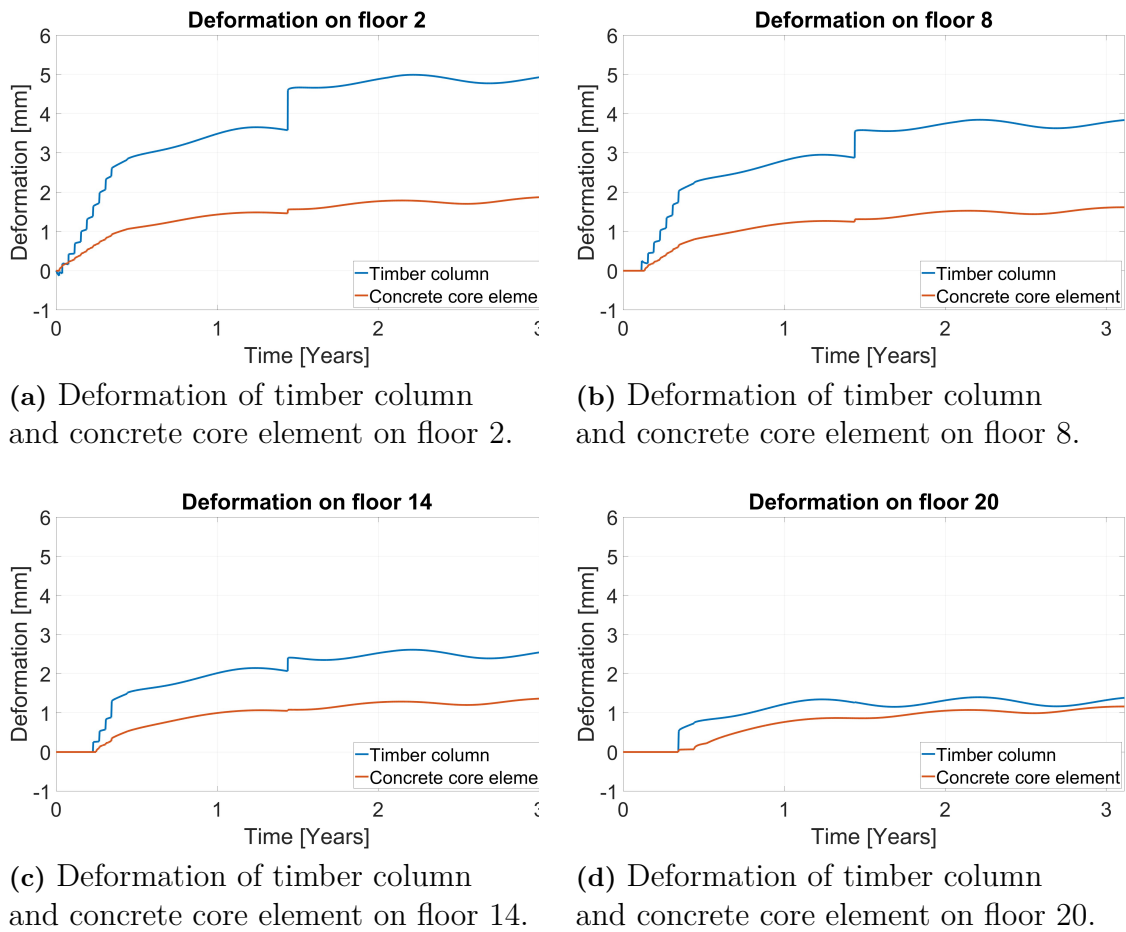 Deformation on floor 2
6
5
4
3
2
1
0
-1
Deformation [mm]
0 1 2 3
Time [Years]
Timber column
Concrete core eleme
(a) Deformation of timber column
and concrete core element on floor 2.
Deformation on floor 8
6
5
4
3
2
1
0
-1
Deformation [mm]
0 1 2 3
Time [Years]
Timber column
Concrete core element
(b) Deformation of timber column
and concrete core element on floor 8.
Deformation on floor 14
6
5
4
3
2
1
0
-1
Deformation [mm]
0 1 2 3
Time [Years]
Timber column
Concrete core eleme
(c) Deformation of timber column
and concrete core element on floor 14.
Deformation on floor 20
6
5
4
3
2
1
0
-1
Deformation [mm]
0 1 2 3
Time [Years]
Timber column
Concrete core element
(d) Deformation of timber column
and concrete core element on floor 20.